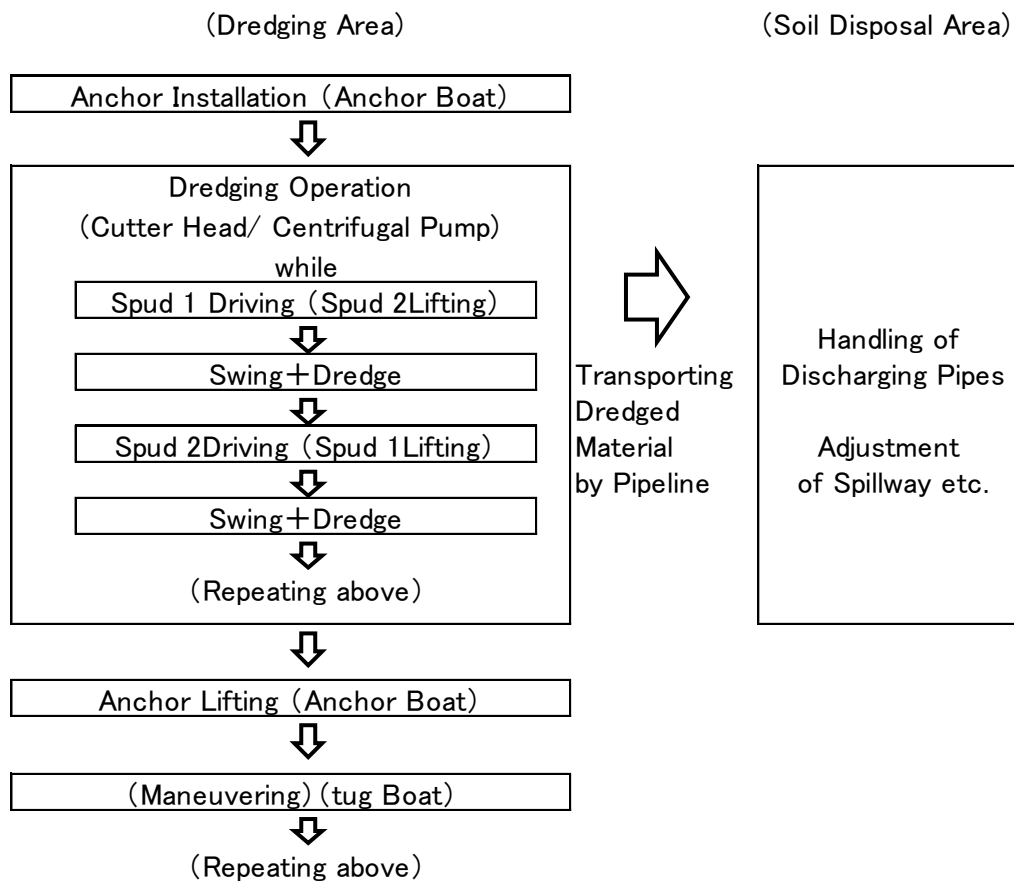 (Dredging Area)
(Soil Disposal Area)
Anchor Installation (Anchor Boat)
Dredging Operation
(Cutter Head/ Centrifugal Pump)
while
Spud 1 Driving (Spud 2Lifting)
Swing+Dredge
Spud 2Driving (Spud 1Lifting)
Swing+Dredge
(Repeating above)
Transporting
Dredged
Material
by Pipeline
Handling of
Discharging Pipes
Adjustment
of Spillway etc.
Anchor Lifting (Anchor Boat)
(Maneuvering) (tug Boat)
(Repeating above)